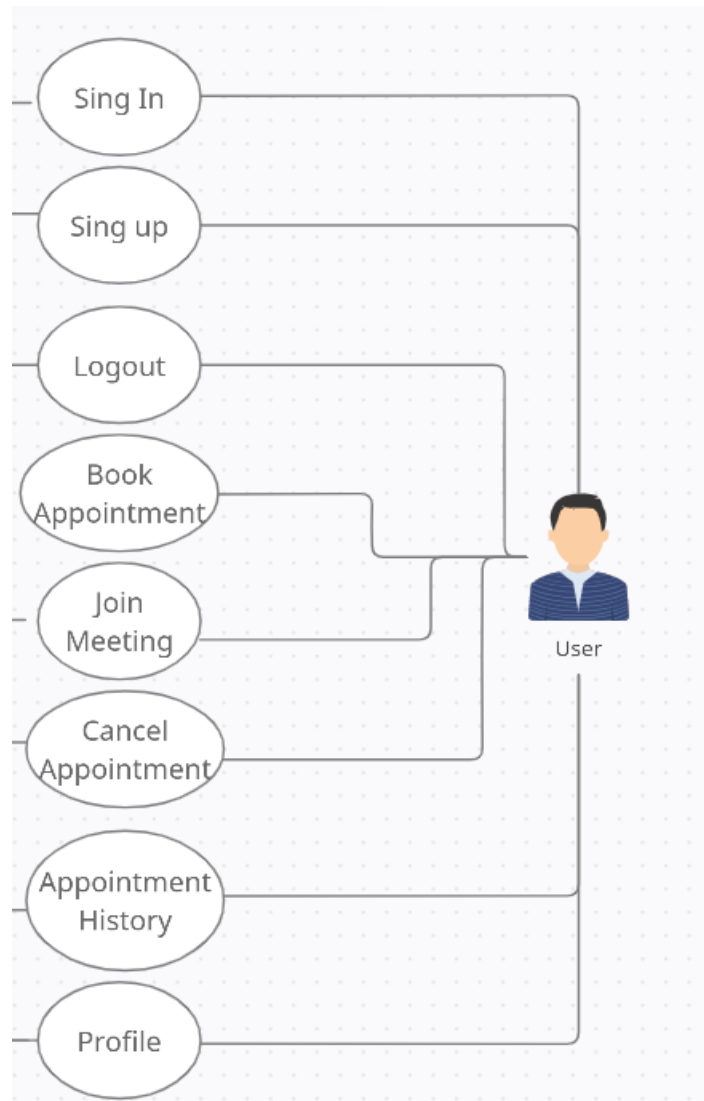 Sing In
Sing up
Logout
Book
Appointment
Join
Meeting
User
Cancel
Appointment
Appointment
History
Profile